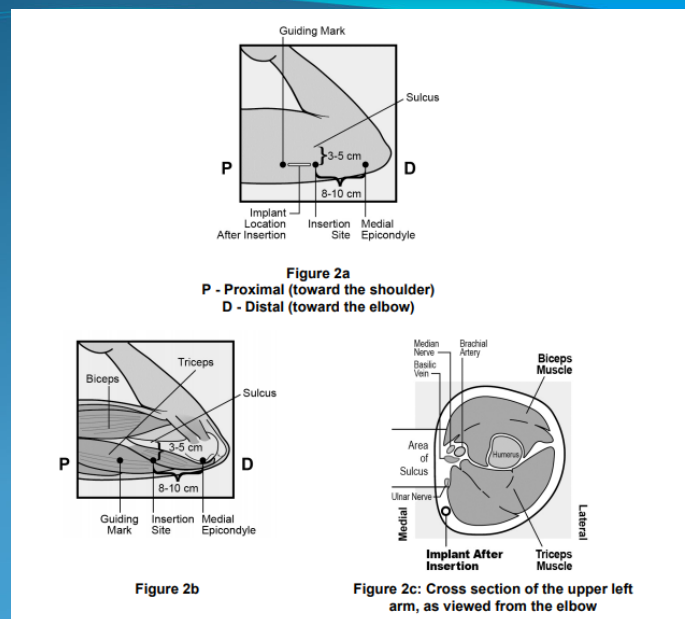 Guiding Mark
Sulcus
3-5 cm
P
D
8-10 cm
Implant
Location
After Insertion
Insertion
Site
Medial
Epicondyle
Figure 2a
P - Proximal (toward the shoulder)
D - Distal (toward the elbow)
Triceps
Biceps
Sulcus
3-5 cm
P
D
8-10 cm
Guiding
Mark
Insertion
Site
Medial
Epicondyle
Figure 2b
Median
Nerve
Brachial
Artery
Basilic
Vein
Biceps
Muscle
Area
of
Sulcus
Humerus
Ulnar Nerve
Medial
Lateral
Implant After
Insertion
Triceps
Muscle
Figure 2c: Cross section of the upper left
arm, as viewed from the elbow